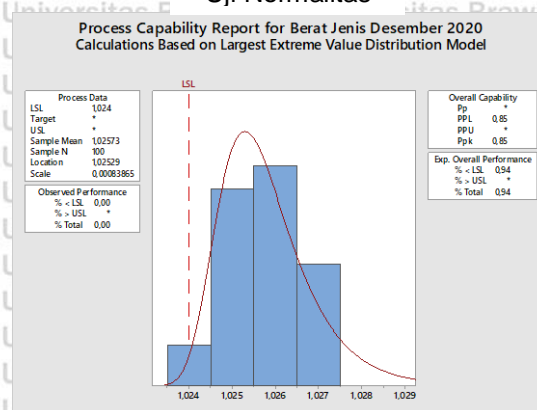 Uji Normalitas
Universitas Braw
Process Capability Report for Berat Jenis Desember 2020
Calculations Based on Largest Extreme Value Distribution Model
Process Data
LSL 1,024
Target *
USL *
Sample Mean 1,02573
Sample N 100
Location 1,02529
Scale 0,00083865
Observed Performance
% < LSL 0,00
% > USL *
% Total 0,00
LSL
Overall Capability
Pp *
PPL 0,85
PPU *
Ppk 0,85
Exp. Overall Performance
% < LSL 0,94
% > USL *
% Total 0,94
1,024 1,025 1,026 1,027 1,028 1,029